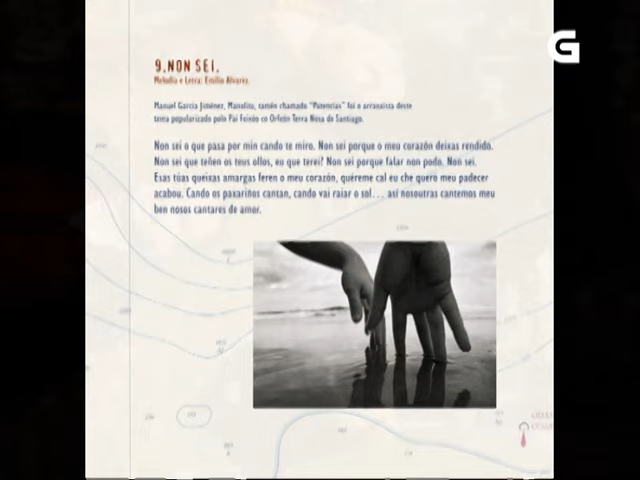 G
9. NON SEI.
Melodía e Letra: Emilio Alvarez.
Manuel García Jiménez, Manolito, tamén chamado "Patencias" foi o arranxista deste
tema popularizado polo Pai Feixóo co Orfeón Terra Nosa de Santiago.
Non sei o que pasa por min cando te miro. Non sei porque o meu corazón deixas rendido.
Non sei que teñen os teus ollos, eu que terei? Non sei porque falar non podo. Non sei.
Esas túas queixas amargas feren o meu corazón, quéreme cal eu che quero meu padecer
acabou. Cando os paxariños cantan, cando vai raiar o sol... así nosoutras cantemos meu
ben nosos cantares de amor.